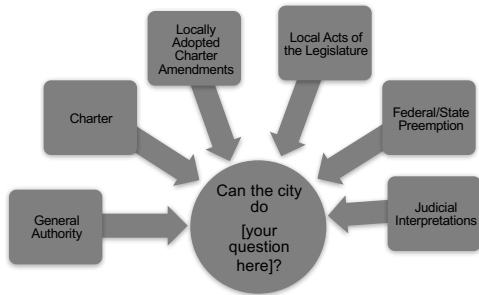 General
Authority
Charter
Locally
Adopted
Charter
Amendments
Local Acts of
the Legislature
Federal/State
Preemption
Judicial
Interpretations
Can the city
do
[your
question
here]?